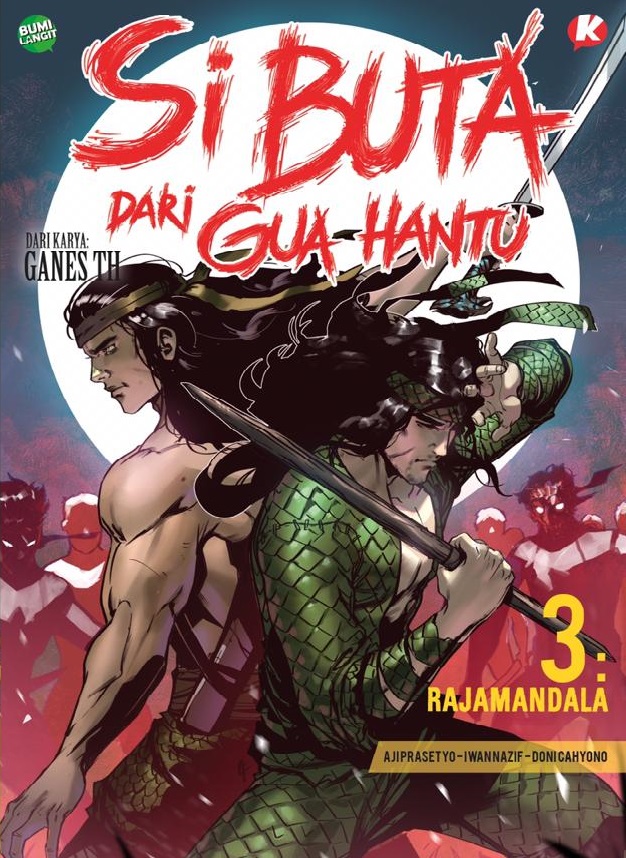 BUMI
LANGIT
K
SI BUTA
DARI GUA HANTU
DARI KARYA:
GANES TH
3:
RAJAMANDALA
AJIPRASETYO-IWANNAZIF-DONICAHYONO